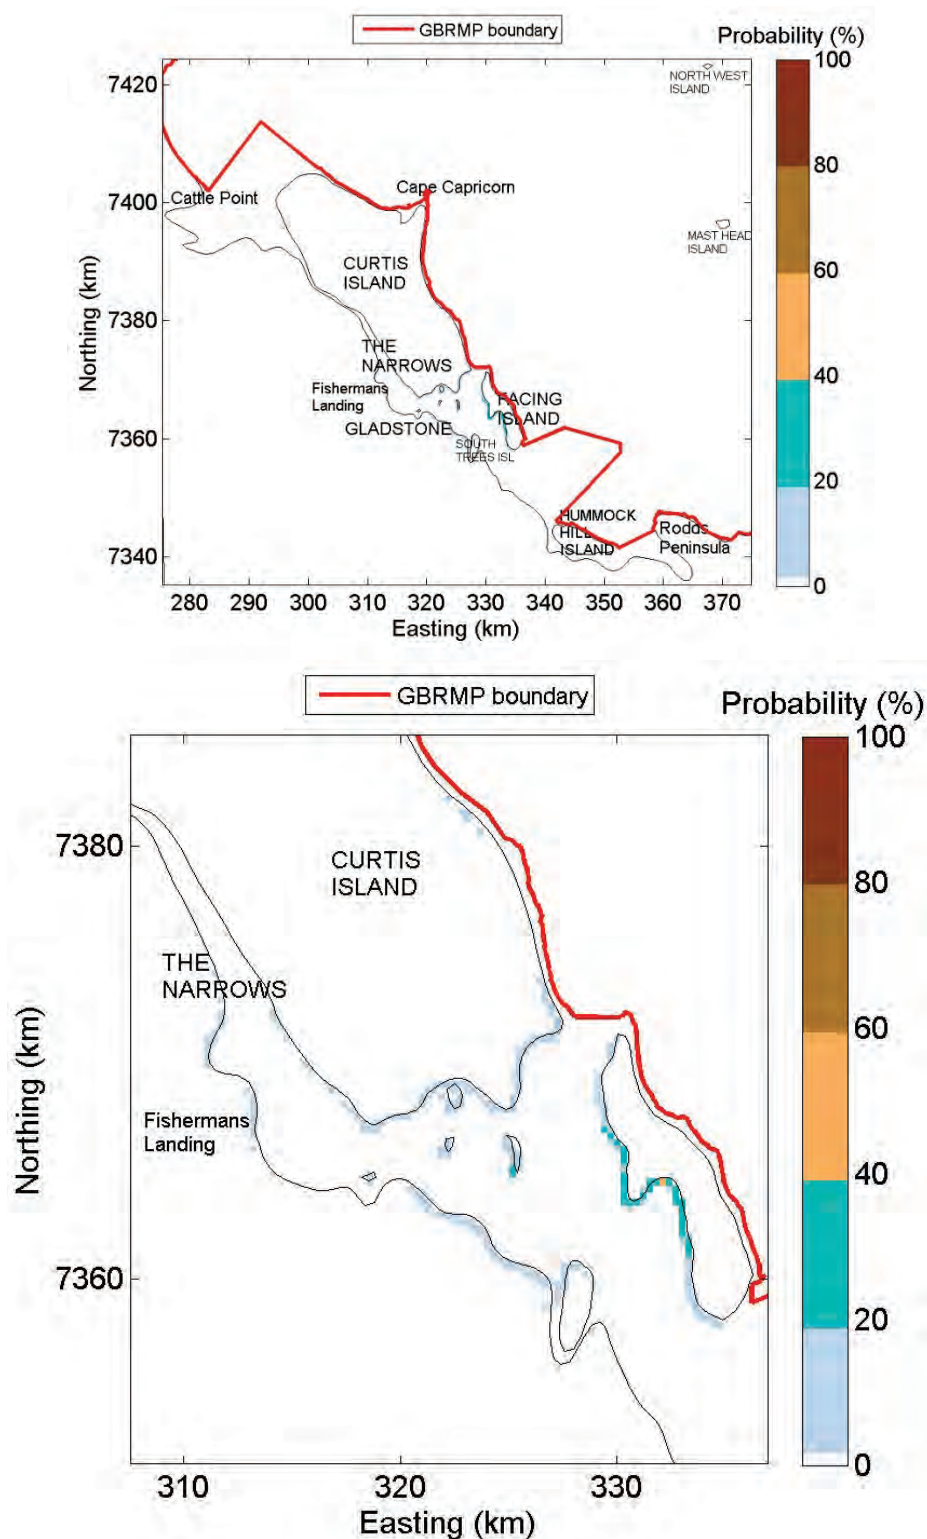 GBRMP boundary
Probability (%)
100
80
60
40
20
0
7420
7400
7380
7360
7340
Northing (km)
NORTH WEST
ISLAND
Cattle Point
Cape Capricorn
MAST HEAD
ISLAND
CURTIS
ISLAND
THE
NARROWS
Fishermans
Landing
FACING
ISLAND
GLADSTONE
SOUTH
TREES ISL
HUMMOCK
HILL
ISLAND
Rodds
Peninsula
280 290 300 310 320 330 340 350 360 370
Easting (km)
GBRMP boundary
Probability (%)
100
80
60
40
20
0
7380
7360
Northing (km)
CURTIS
ISLAND
THE
NARROWS
Fishermans
Landing
310 320 330
Easting (km)